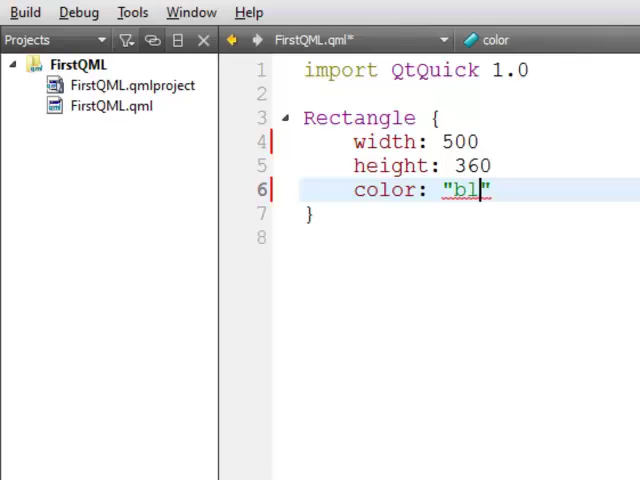 Build Debug Tools Window Help
Projects FirstQML.qml* color
FirstQML
FirstQML.qmlproject
FirstQML.qml
1 import QtQuick 1.0
2
3 Rectangle {
4 width: 500
5 height: 360
6 color: "bl"
7 }
8